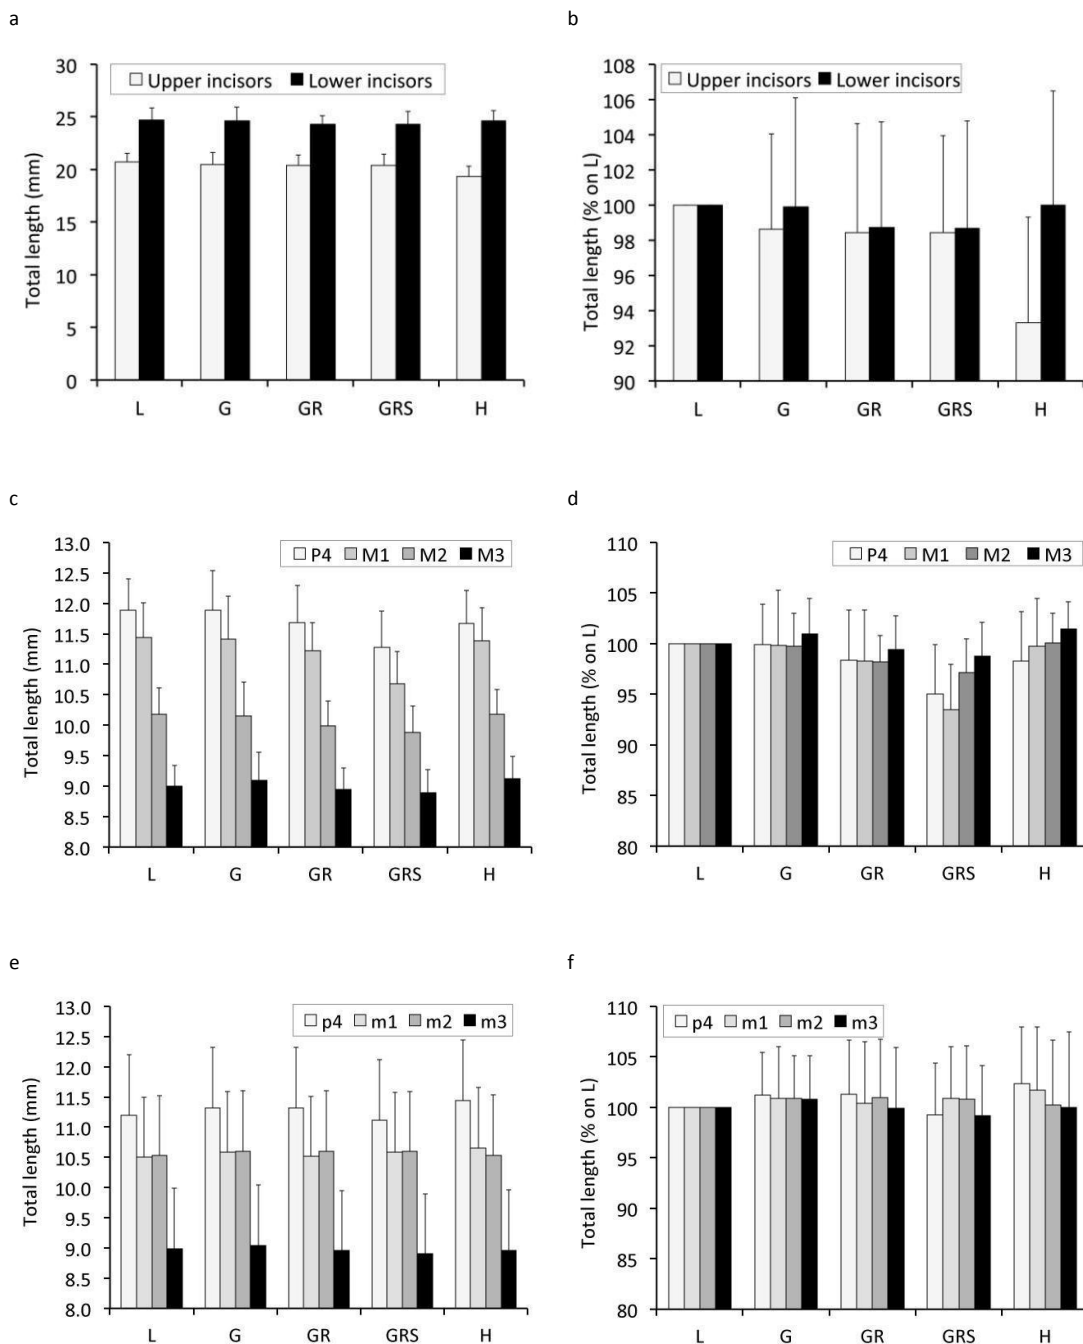 a
Total length (mm)
30
25
20
15
10
5
0
Upper incisors Lower incisors
L G GR GRS H
b
Total length (% on L)
108
106
104
102
100
98
96
94
92
90
Upper incisors Lower incisors
L G GR GRS H
c
Total length (mm)
13.0
12.5
12.0
11.5
11.0
10.5
10.0
9.5
9.0
8.5
8.0
P4 M1 M2 M3
L G GR GRS H
d
Total length (% on L)
110
105
100
95
90
85
80
P4 M1 M2 M3
L G GR GRS H
e
Total length (mm)
13.0
12.5
12.0
11.5
11.0
10.5
10.0
9.5
9.0
8.5
8.0
p4 m1 m2 m3
L G GR GRS H
f
Total length (% on L)
110
105
100
95
90
85
80
p4 m1 m2 m3
L G GR GRS H